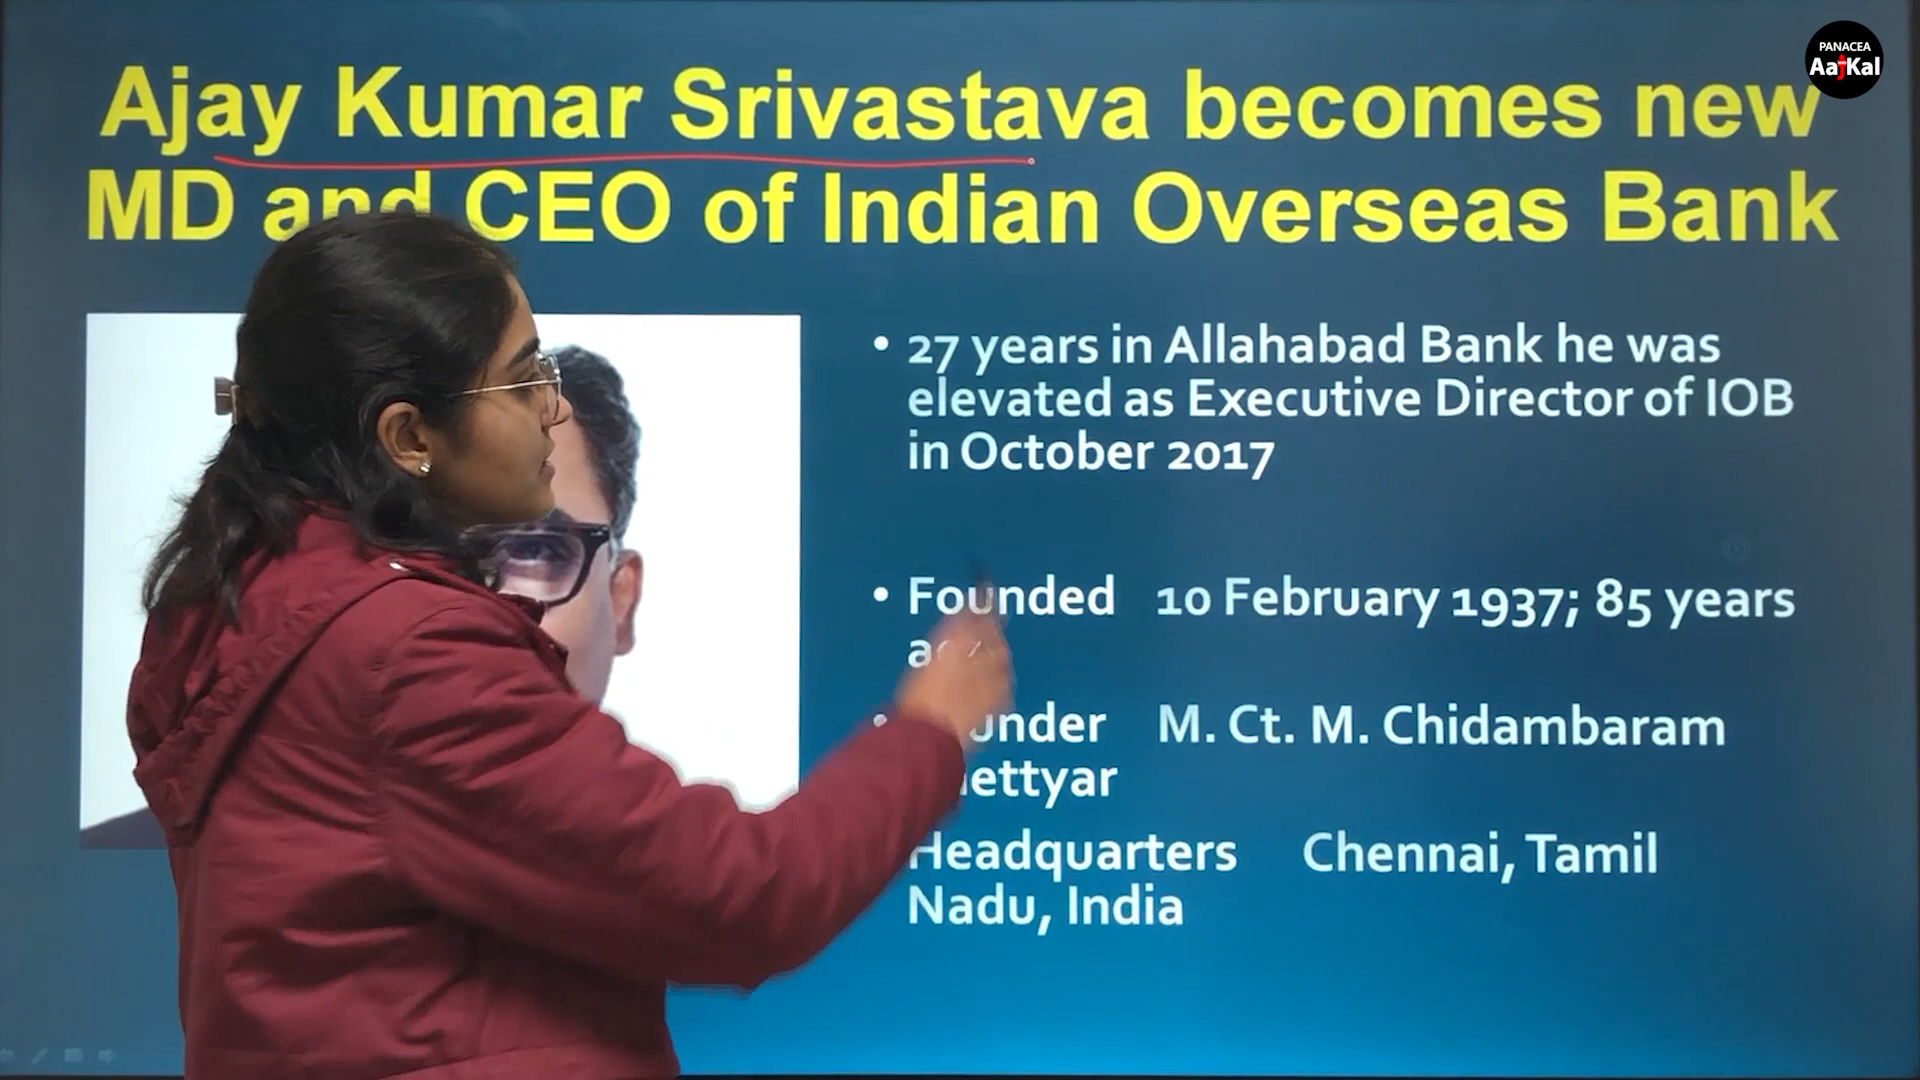 PANACEA
AajKal
Ajay Kumar Srivastava becomes new
MD and CEO of Indian Overseas Bank
• 27 years in Allahabad Bank he was
elevated as Executive Director of IOB
in October 2017
• Founded 10 February 1937; 85 years
• M. Ct. M. Chidambaram
Headquarters Chennai, Tamil
Nadu, India